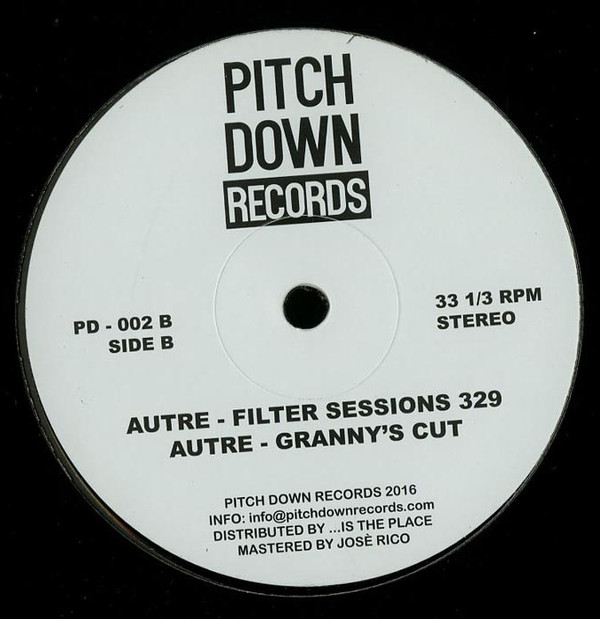 PITCH
DOWN
RECORDS
PD - 002 B
SIDE B
33 1/3 RPM
STEREO
AUTRE - FILTER SESSIONS 329
AUTRE - GRANNY'S CUT
PITCH DOWN RECORDS 2016
INFO: info@pitchdownrecords.com
DISTRIBUTED BY ...IS THE PLACE
MASTERED BY JOSÈ RICO